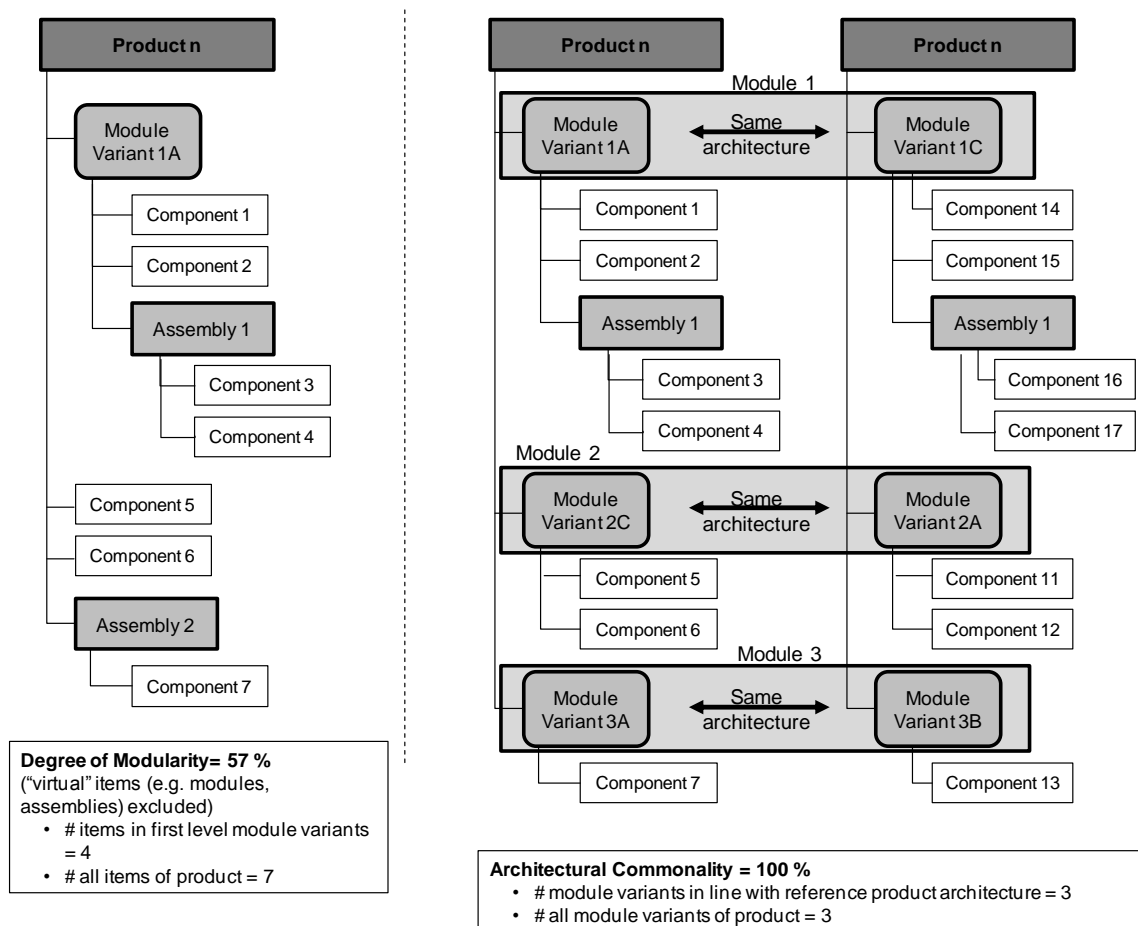 Product n
Module
Variant 1A
Component 1
Component 2
Assembly 1
Component 3
Component 4
Component 5
Component 6
Assembly 2
Component 7
Degree of Modularity= 57 %
(“virtual” items (e.g. modules,
assemblies) excluded)
• # items in first level module variants
= 4
• # all items of product = 7
Product n
Product n
Module 1
Module
Variant 1A
Same
architecture
Module
Variant 1C
Component 1
Component 14
Component 2
Component 15
Assembly 1
Assembly 1
Component 3
Component 16
Component 4
Component 17
Module 2
Module
Variant 2C
Same
architecture
Module
Variant 2A
Component 5
Component 11
Component 6
Component 12
Module 3
Module
Variant 3A
Same
architecture
Module
Variant 3B
Component 7
Component 13
Architectural Commonality = 100 %
• # module variants in line with reference product architecture = 3
• # all module variants of product = 3